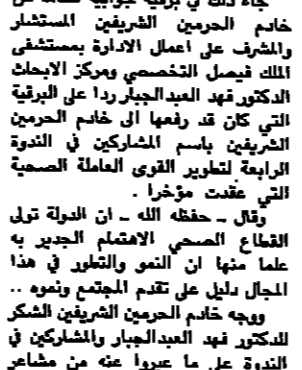 جاء ذلك في برقية جوابية
خادم الحرمين الشريفين المستشار
والمشرف على اعمال الادارة بمستشفى
الملك فيصل التخصصي ومركز الابحاث
الدكتور فهد العبدالجبار ردا على البرقية
التي كان قد رفعها الى خادم الحرمين
الشريفين باسم المشاركين في الندوة
الرابعة لتطوير القوى العاملة الصحية
التي عقدت مؤخرا .
وقال ـ حفظه الله ـ ان الدولة تولى
القطاع الصحي الاهتمام الجدير به
علما منها ان النمو والتطور في هذا
المجال دليل على تقدم المجتمع ونموه ..
ووجه خادم الحرمين الشريفين الشكر
للدكتور فهد العبدالجبار والمشاركين في
الندوة على ما عبروا عنه من مشاعر